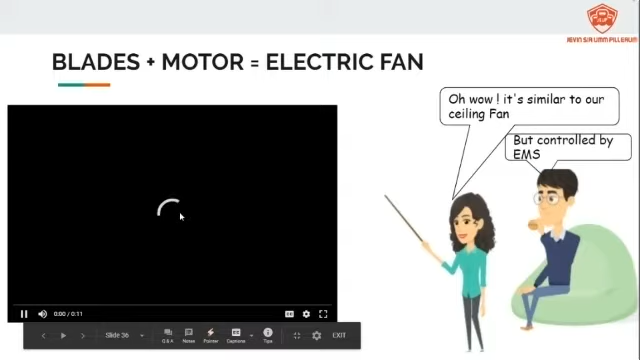 BLADES + MOTOR = ELECTRIC FAN
Oh wow ! it's similar to our
ceiling Fan
But controlled by
EMS
0:00 / 0:11
Slide 36
Q & A
Notes
Pointer
Captions
Tips
EXIT